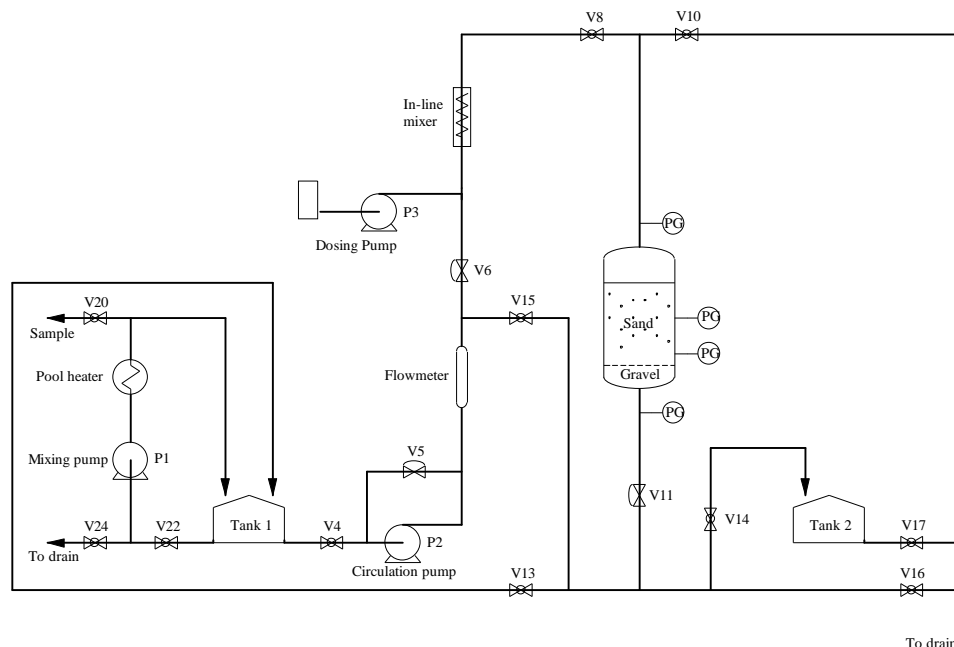 V8
V10
In-line
mixer
P3
PG
Dosing Pump
V6
V20
V15
Sample
Sand
PG
Pool heater
Flowmeter
PG
Gravel
PG
Mixing pump
P1
V5
V11
V14
V24
V22
Tank 1
V4
P2
Tank 2
V17
To drain
Circulation pump
V13
V16
To drain